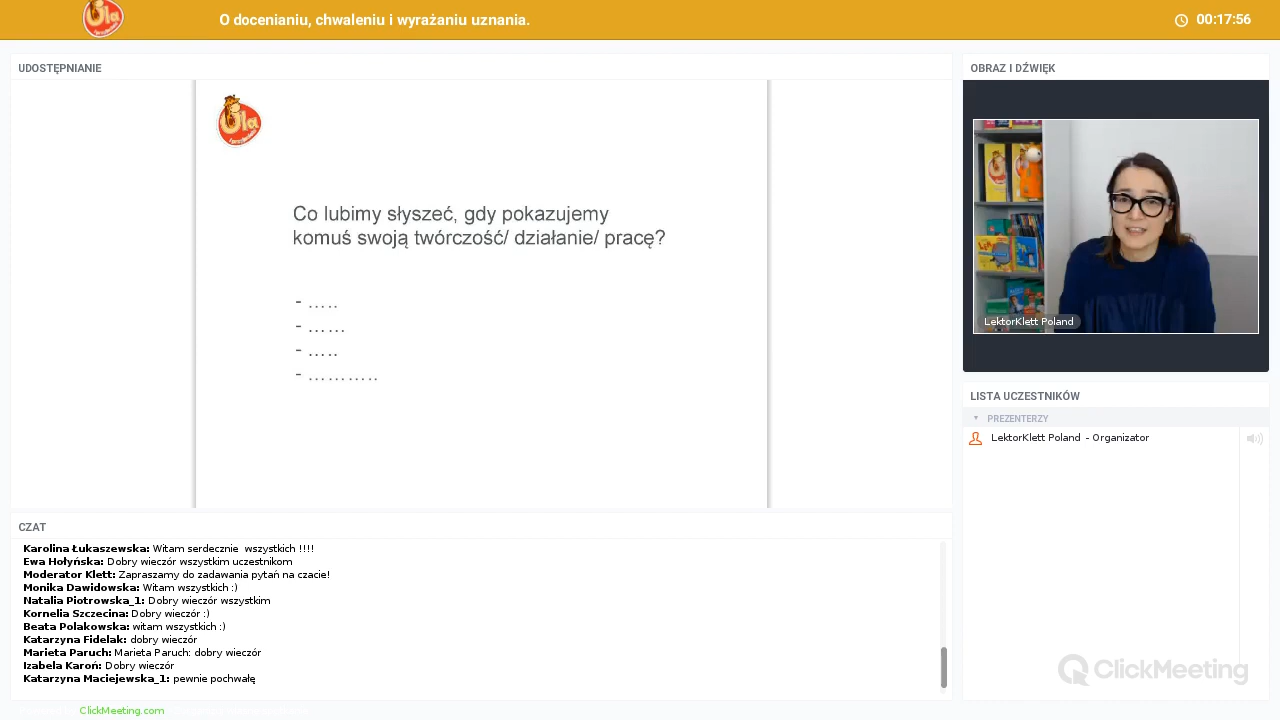 Ula
O docenianiu, chwaleniu i wyrażaniu uznania.
00:17:56
UDOSTĘPNIANIE
Ula
Co lubimy słyszeć, gdy pokazujemy
komuś swoją twórczość/ działanie/ pracę?
- .....
- ......
- .....
- ...........
OBRAZ I DŹWIĘK
LektorKlett Poland
LISTA UCZESTNIKÓW
PREZENTERZY
LektorKlett Poland - Organizator
CZAT
Karolina Łukaszewska: Witam serdecznie wszystkich !!!!
Ewa Hołyńska: Dobry wieczór wszystkim uczestnikom
Moderator Klett: Zapraszamy do zadawania pytań na czacie!
Monika Dawidowska: Witam wszystkich :)
Natalia Piotrowska_1: Dobry wieczór wszystkim
Kornelia Szczecina: Dobry wieczór :)
Beata Polakowska: witam wszystkich :)
Katarzyna Fidelak: dobry wieczór
Marieta Paruch: Marieta Paruch: dobry wieczór
Izabela Karoń: Dobry wieczór
Katarzyna Maciejewska_1: pewnie pochwałę
ClickMeeting
ClickMeeting.com